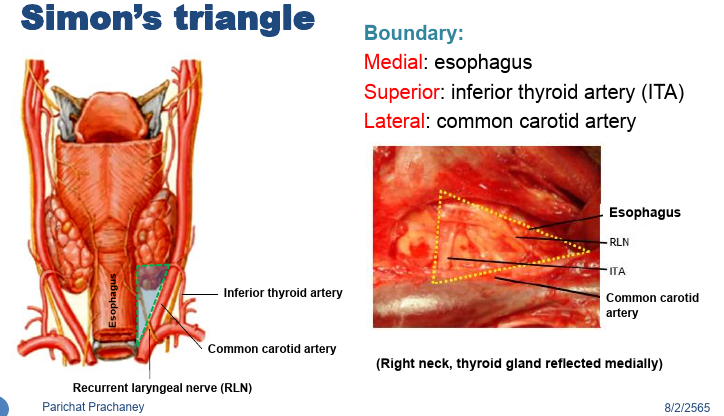 Simon’s triangle
Boundary:
Medial: esophagus
Superior: inferior thyroid artery (ITA)
Lateral: common carotid artery
Esophagus
RLN
ITA
Common carotid
artery
Esophagus
Inferior thyroid artery
Common carotid artery
Recurrent laryngeal nerve (RLN)
(Right neck, thyroid gland reflected medially)
Parichat Prachaney
8/2/2565